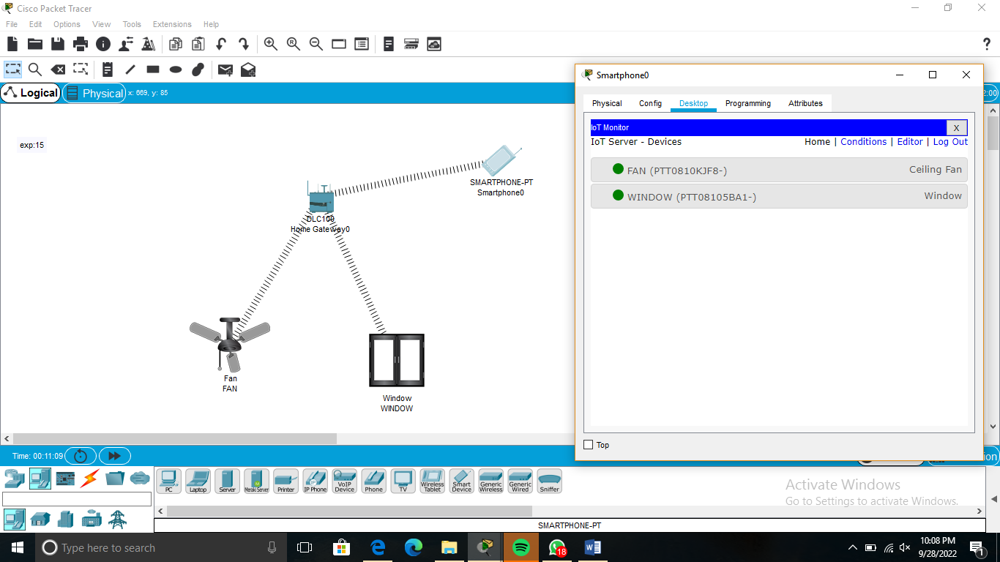 Cisco Packet Tracer
File Edit Options View Tools Extensions Help
Logical Physical x: 669, y: 85
2:00
exp:15
SMARTPHONE-PT
Smartphone0
DLC100
Home Gateway0
Fan
FAN
Window
WINDOW
Smartphone0
Physical Config Desktop Programming Attributes
IoT Monitor X
IoT Server - Devices Home | Conditions | Editor | Log Out
FAN (PTT0810KJF8-) Ceiling Fan
WINDOW (PTT08105BA1-) Window
Top
Time: 00:11:09
ion
PC Laptop Server Meraki Server Printer IP Phone VoIP Device Phone TV Wireless Tablet Smart Device Generic Wireless Generic Wired Sniffer
Activate Windows
Go to Settings to activate Windows.
SMARTPHONE-PT
Type here to search
18
10:08 PM
9/28/2022
1